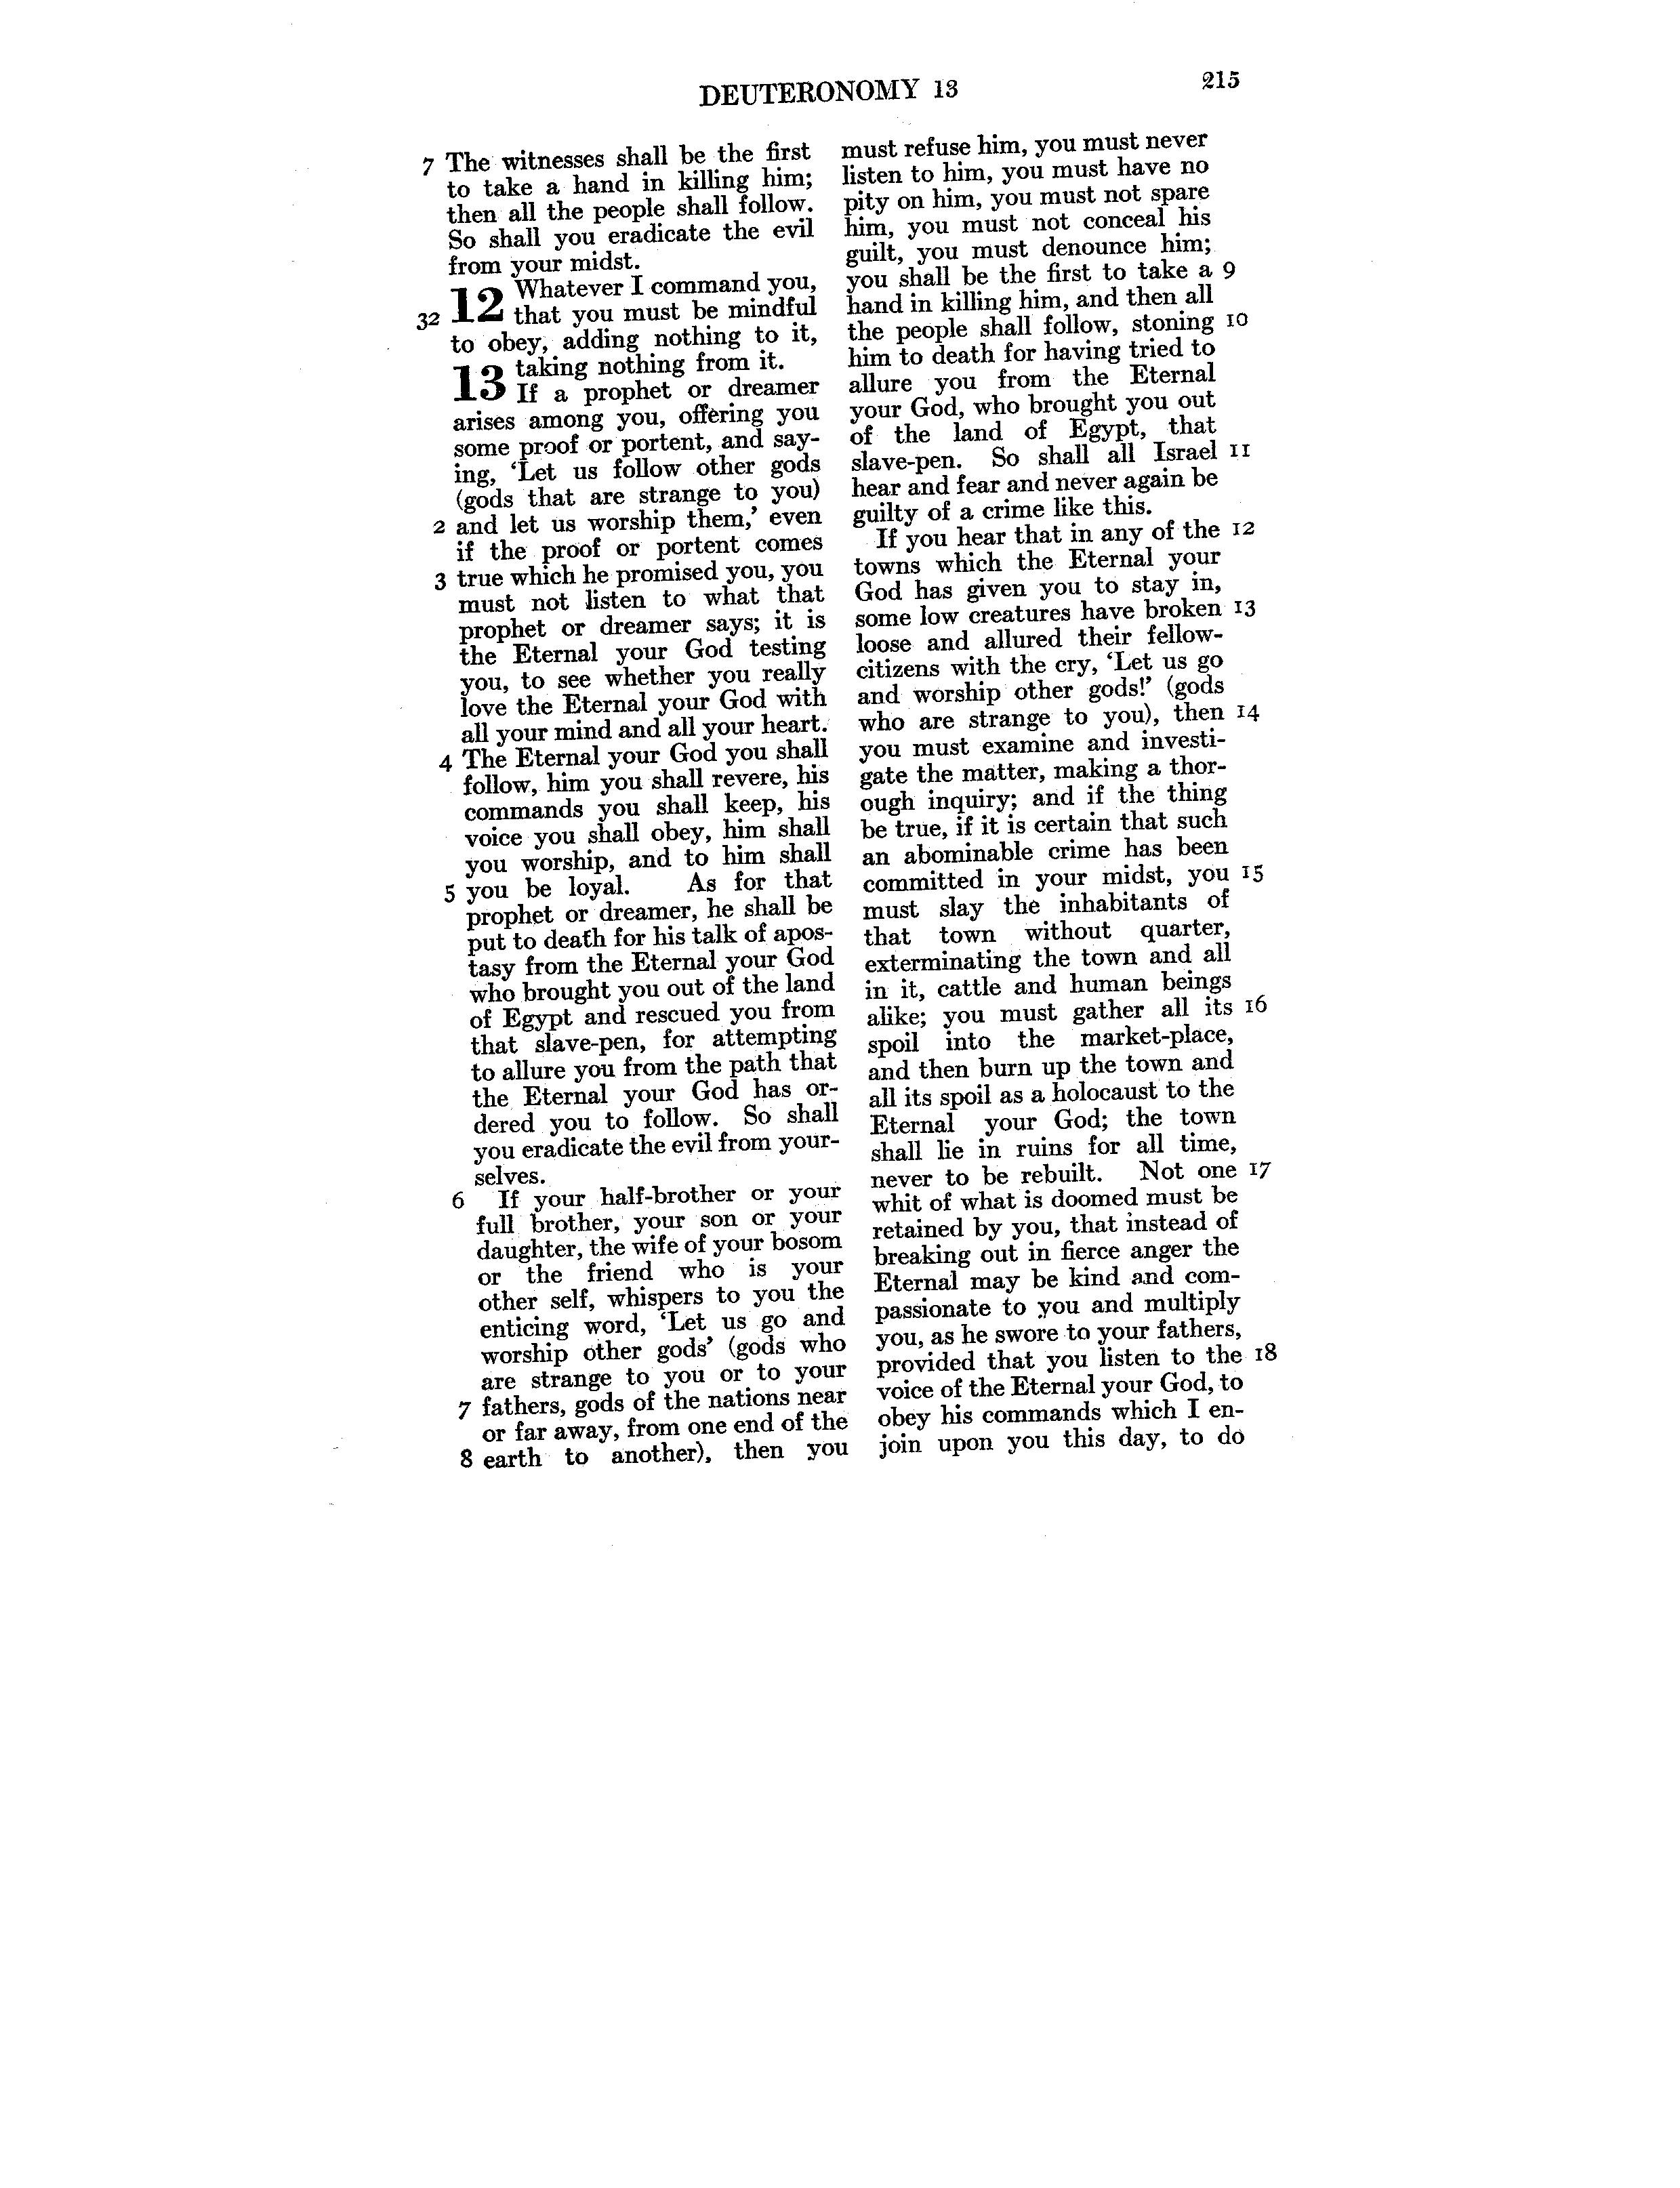 DEUTERONOMY 13
215
7 The witnesses shall be the first
to take a hand in killing him;
then all the people shall follow.
So shall you eradicate the evil
from your midst.
12 Whatever I command you,
32 that you must be mindful
to obey, adding nothing to it,
taking nothing from it.
13 If a prophet or dreamer
arises among you, offering you
some proof or portent, and say-
ing, ‘Let us follow other gods
(gods that are strange to you)
2 and let us worship them,’ even
if the proof or portent comes
3 true which he promised you, you
must not listen to what that
prophet or dreamer says; it is
the Eternal your God testing
you, to see whether you really
love the Eternal your God with
all your mind and all your heart.
4 The Eternal your God you shall
follow, him you shall revere, his
commands you shall keep, his
voice you shall obey, him shall
you worship, and to him shall
5 you be loyal. As for that
prophet or dreamer, he shall be
put to death for his talk of apos-
tasy from the Eternal your God
who brought you out of the land
of Egypt and rescued you from
that slave-pen, for attempting
to allure you from the path that
the Eternal your God has or-
dered you to follow. So shall
you eradicate the evil from your-
selves.
6 If your half-brother or your
full brother, your son or your
daughter, the wife of your bosom
or the friend who is your
other self, whispers to you the
enticing word, ‘Let us go and
worship other gods’ (gods who
are strange to you or to your
7 fathers, gods of the nations near
or far away, from one end of the
8 earth to another), then you
must refuse him, you must never
listen to him, you must have no
pity on him, you must not spare
him, you must not conceal his
guilt, you must denounce him;
you shall be the first to take a 9
hand in killing him, and then all
the people shall follow, stoning 10
him to death for having tried to
allure you from the Eternal
your God, who brought you out
of the land of Egypt, that
slave-pen. So shall all Israel 11
hear and fear and never again be
guilty of a crime like this.
If you hear that in any of the 12
towns which the Eternal your
God has given you to stay in,
some low creatures have broken 13
loose and allured their fellow-
citizens with the cry, ‘Let us go
and worship other gods!’ (gods
who are strange to you), then 14
you must examine and investi-
gate the matter, making a thor-
ough inquiry; and if the thing
be true, if it is certain that such
an abominable crime has been
committed in your midst, you 15
must slay the inhabitants of
that town without quarter,
exterminating the town and all
in it, cattle and human beings
alike; you must gather all its 16
spoil into the market-place,
and then burn up the town and
all its spoil as a holocaust to the
Eternal your God; the town
shall lie in ruins for all time,
never to be rebuilt. Not one 17
whit of what is doomed must be
retained by you, that instead of
breaking out in fierce anger the
Eternal may be kind and com-
passionate to you and multiply
you, as he swore to your fathers,
provided that you listen to the 18
voice of the Eternal your God, to
obey his commands which I en-
join upon you this day, to do